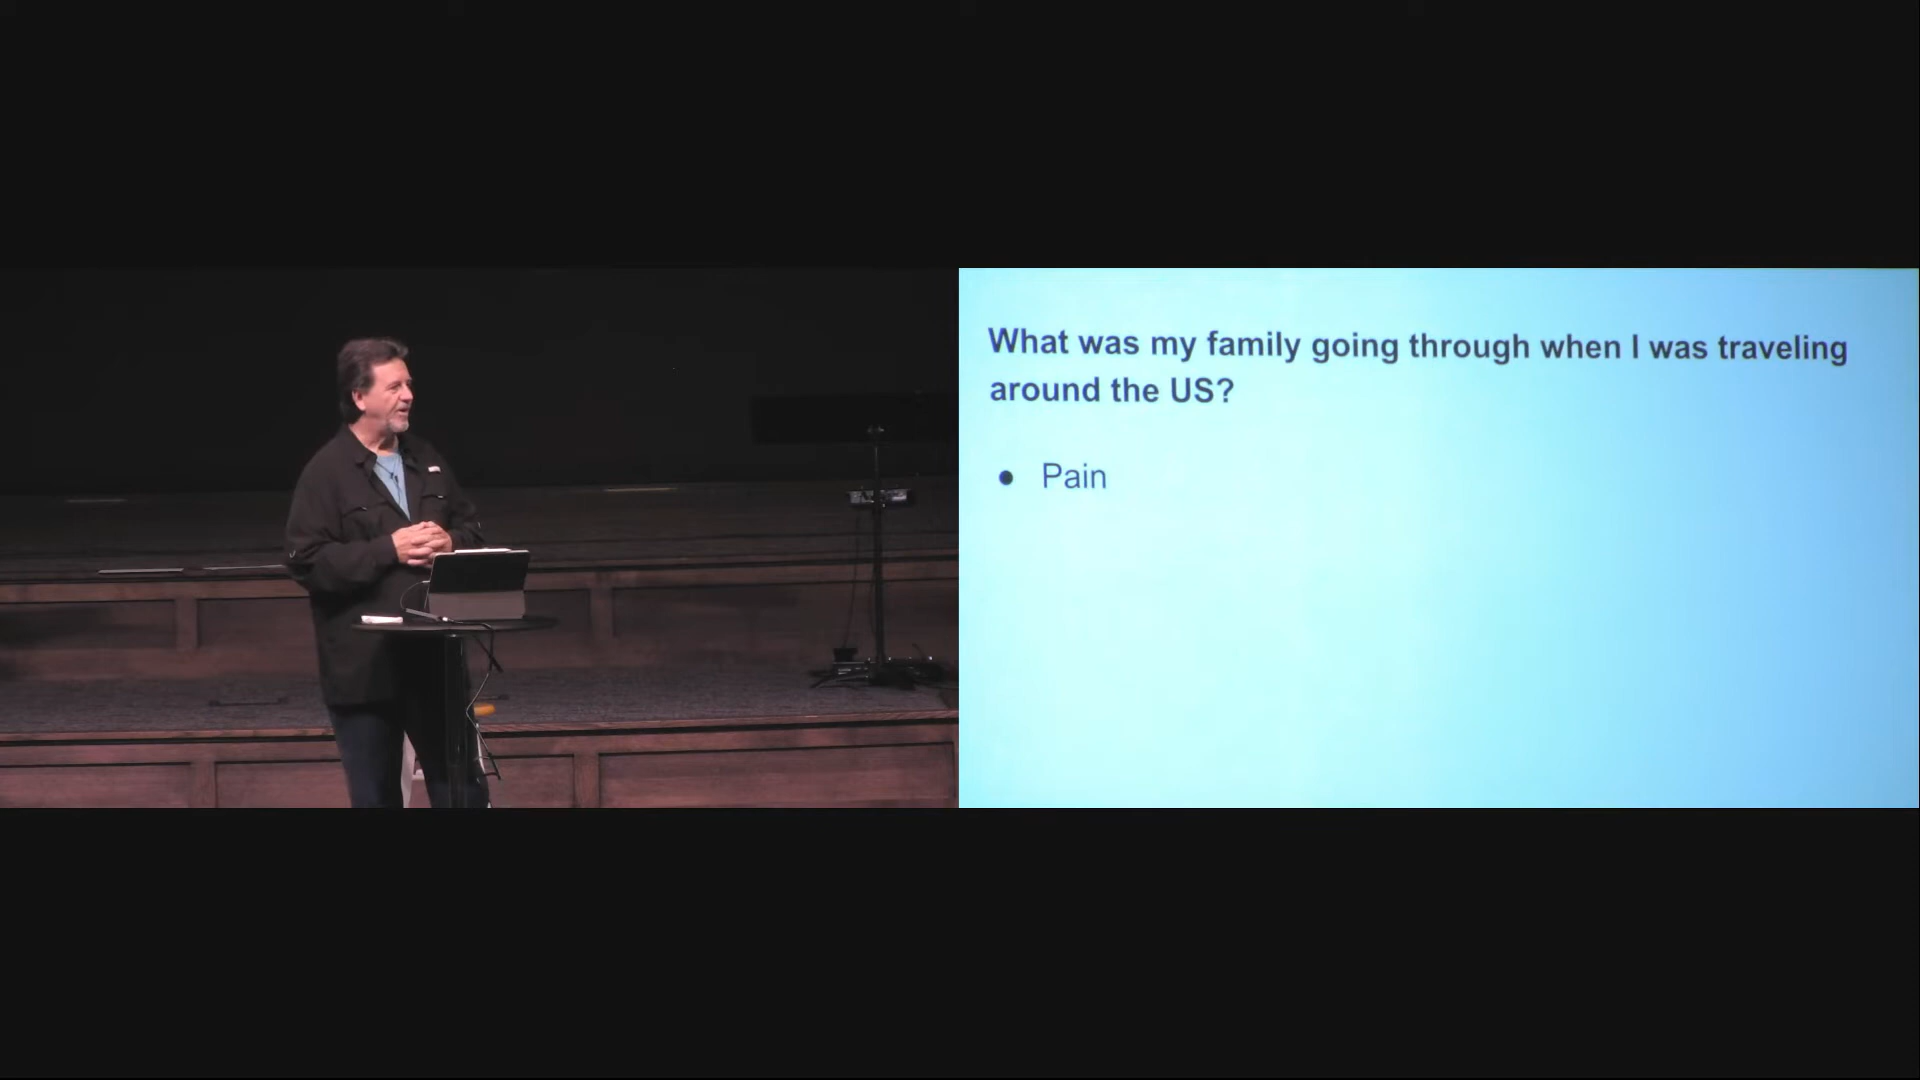 What was my family going through when I was traveling
around the US?
● Pain